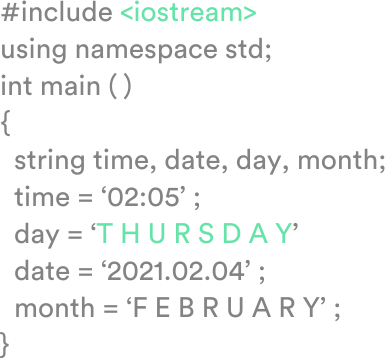 #include <iostream>
using namespace std;
int main ( )
{
string time, date, day, month;
time = ‘02:05’ ;
day = ‘T H U R S D A Y’
date = ‘2021.02.04’ ;
month = ‘F E B R U A R Y’ ;
}